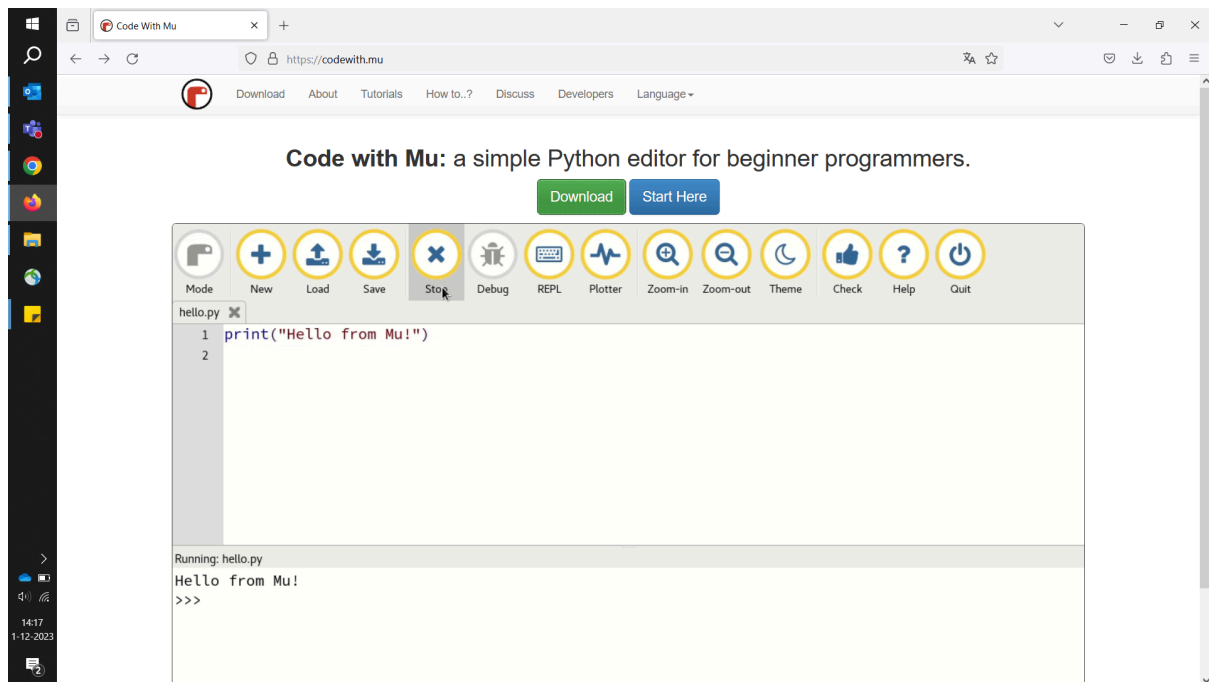 Code With Mu
https://codewith.mu
Download About Tutorials How to..? Discuss Developers Language
Code with Mu: a simple Python editor for beginner programmers.
Download Start Here
Mode New Load Save Stop Debug REPL Plotter Zoom-in Zoom-out Theme Check Help Quit
hello.py
1 print("Hello from Mu!")
2
Running: hello.py
Hello from Mu!
>>>
14:17
1-12-2023
2